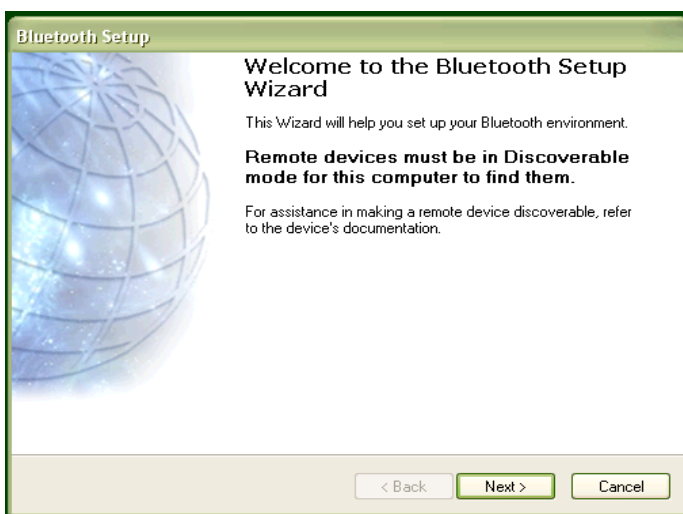 Bluetooth Setup
Welcome to the Bluetooth Setup
Wizard
This Wizard will help you set up your Bluetooth environment.
Remote devices must be in Discoverable
mode for this computer to find them.
For assistance in making a remote device discoverable, refer
to the device's documentation.
< Back
Next >
Cancel